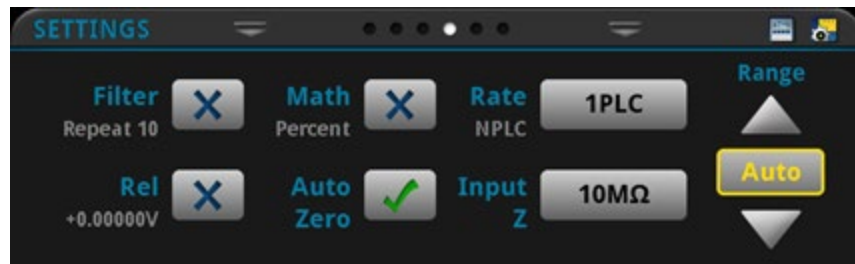 SETTINGS
Filter
Repeat 10
Math
Percent
Rate
NPLC
1PLC
Range
Rel
+0.00000V
Auto
Zero
Input
Z
10MΩ
Auto